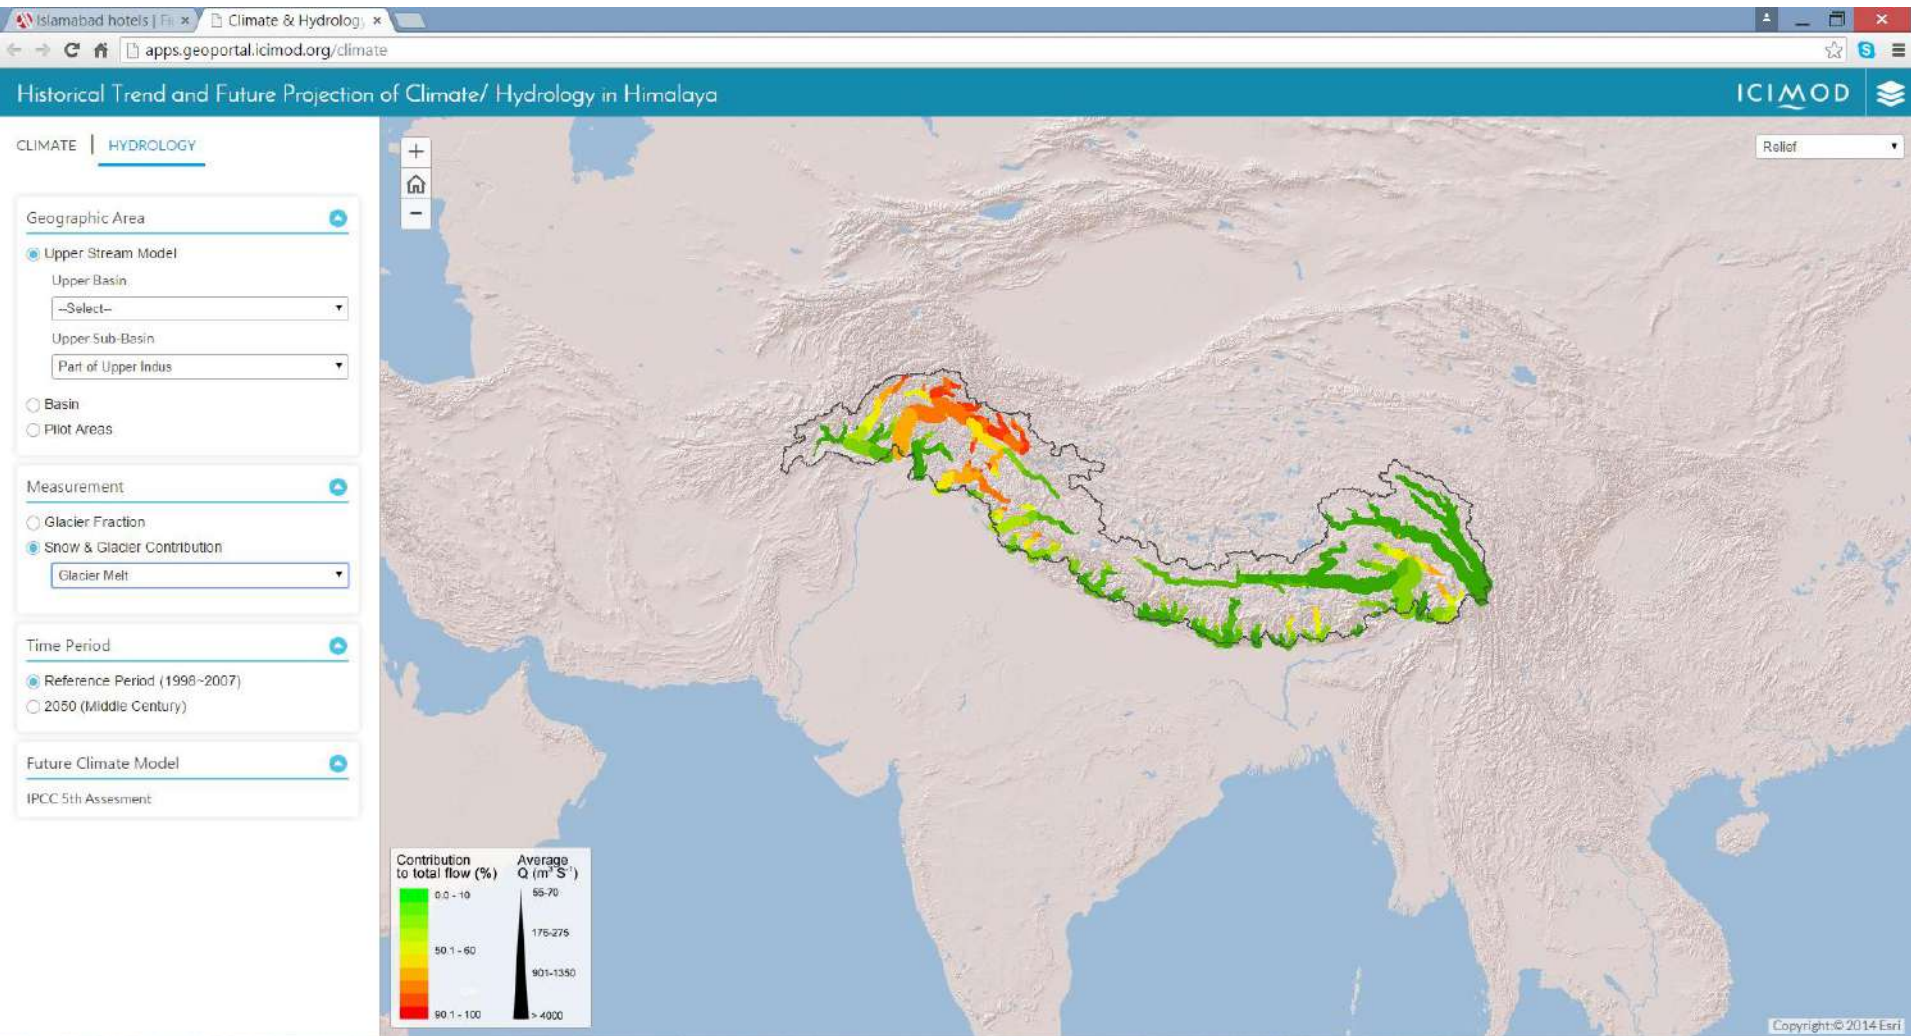 Islamabad hotels | Fi
Climate & Hydrology
apps.geoportal.icimod.org/climate
Historical Trend and Future Projection of Climate/ Hydrology in Himalaya
ICIMOD
CLIMATE | HYDROLOGY
Relief
Geographic Area
Upper Stream Model
Upper Basin
--Select--
Upper Sub-Basin
Part of Upper Indus
Basin
Pilot Areas
Measurement
Glacier Fraction
Snow & Glacier Contribution
Glacier Melt
Time Period
Reference Period (1998~2007)
2050 (Middle Century)
Future Climate Model
IPCC 5th Assesment
Contribution to total flow (%)
0.0 - 10
50.1 - 60
90.1 - 100
Average Q (m³ S⁻¹)
55-70
176-275
901-1350
> 4000
Copyright:© 2014 Esri